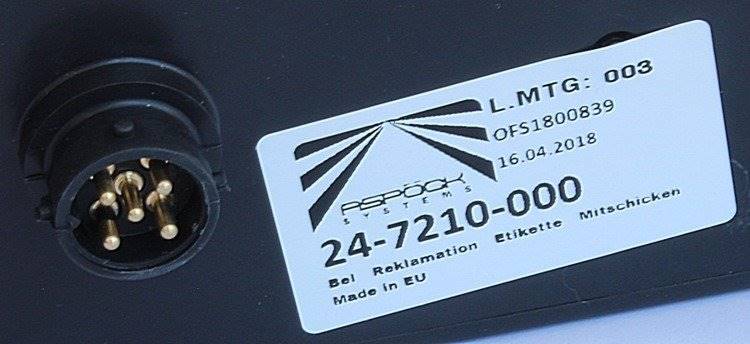 L.MTG: 003
OFS1800839
16.04.2018
ASPÖCK
SYSTEMS
24-7210-000
Bei Reklamation Etikette Mitschicken
Made in EU